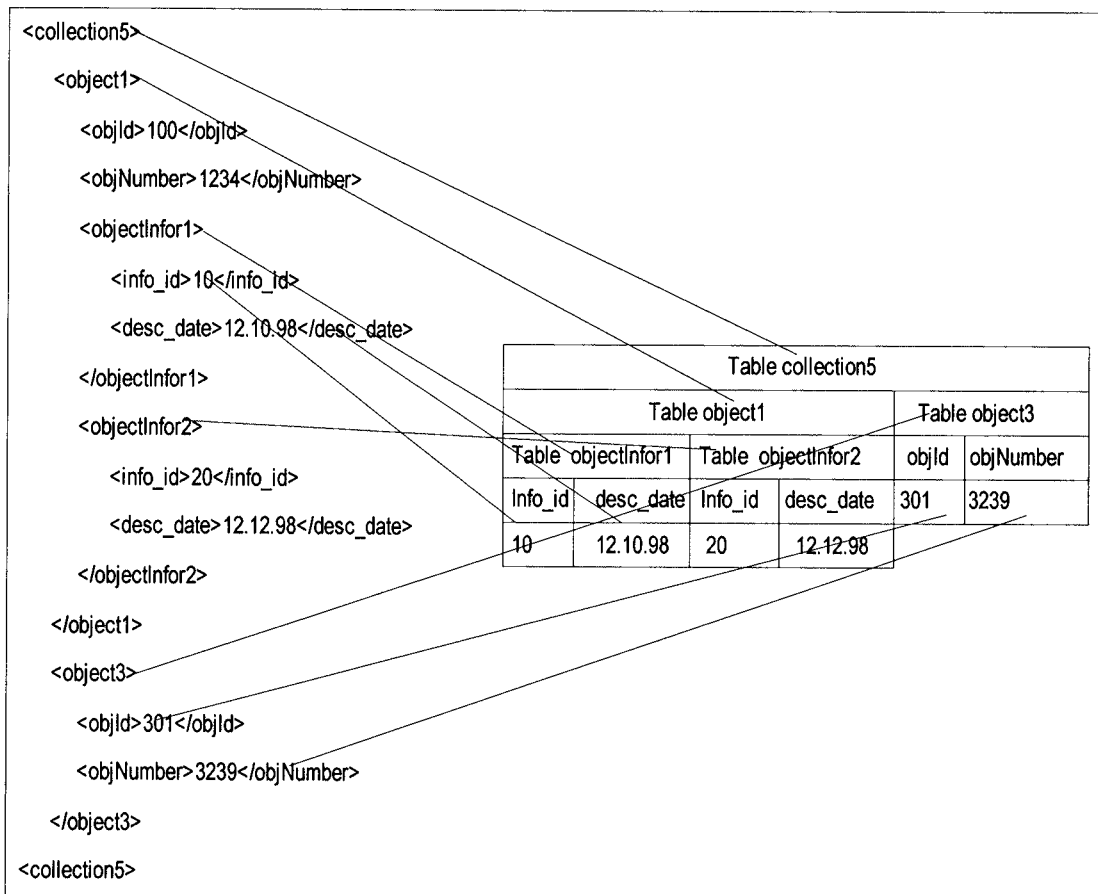 <collection5>
<object1>
<objId>100</objId>
<objNumber>1234</objNumber>
<objectInfor1>
<info_id>10</info_id>
<desc_date>12.10.98</desc_date>
</objectInfor1>
<objectInfor2>
<info_id>20</info_id>
<desc_date>12.12.98</desc_date>
</objectInfor2>
</object1>
<object3>
<objId>301</objId>
<objNumber>3239</objNumber>
</object3>
<collection5>
Table collection5
Table object1 Table object3
Table objectInfor1 Table objectInfor2 objId objNumber
Info_id desc_date Info_id desc_date 301 3239
10 12.10.98 20 12.12.98